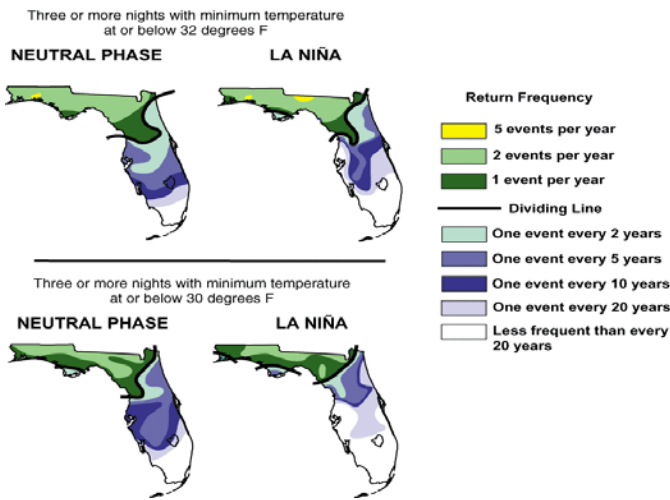 Three or more nights with minimum temperature
at or below 32 degrees F
NEUTRAL PHASE
LA NIÑA
Return Frequency
5 events per year
2 events per year
1 event per year
Dividing Line
One event every 2 years
One event every 5 years
One event every 10 years
One event every 20 years
Less frequent than every
20 years
Three or more nights with minimum temperature
at or below 30 degrees F
NEUTRAL PHASE
LA NIÑA